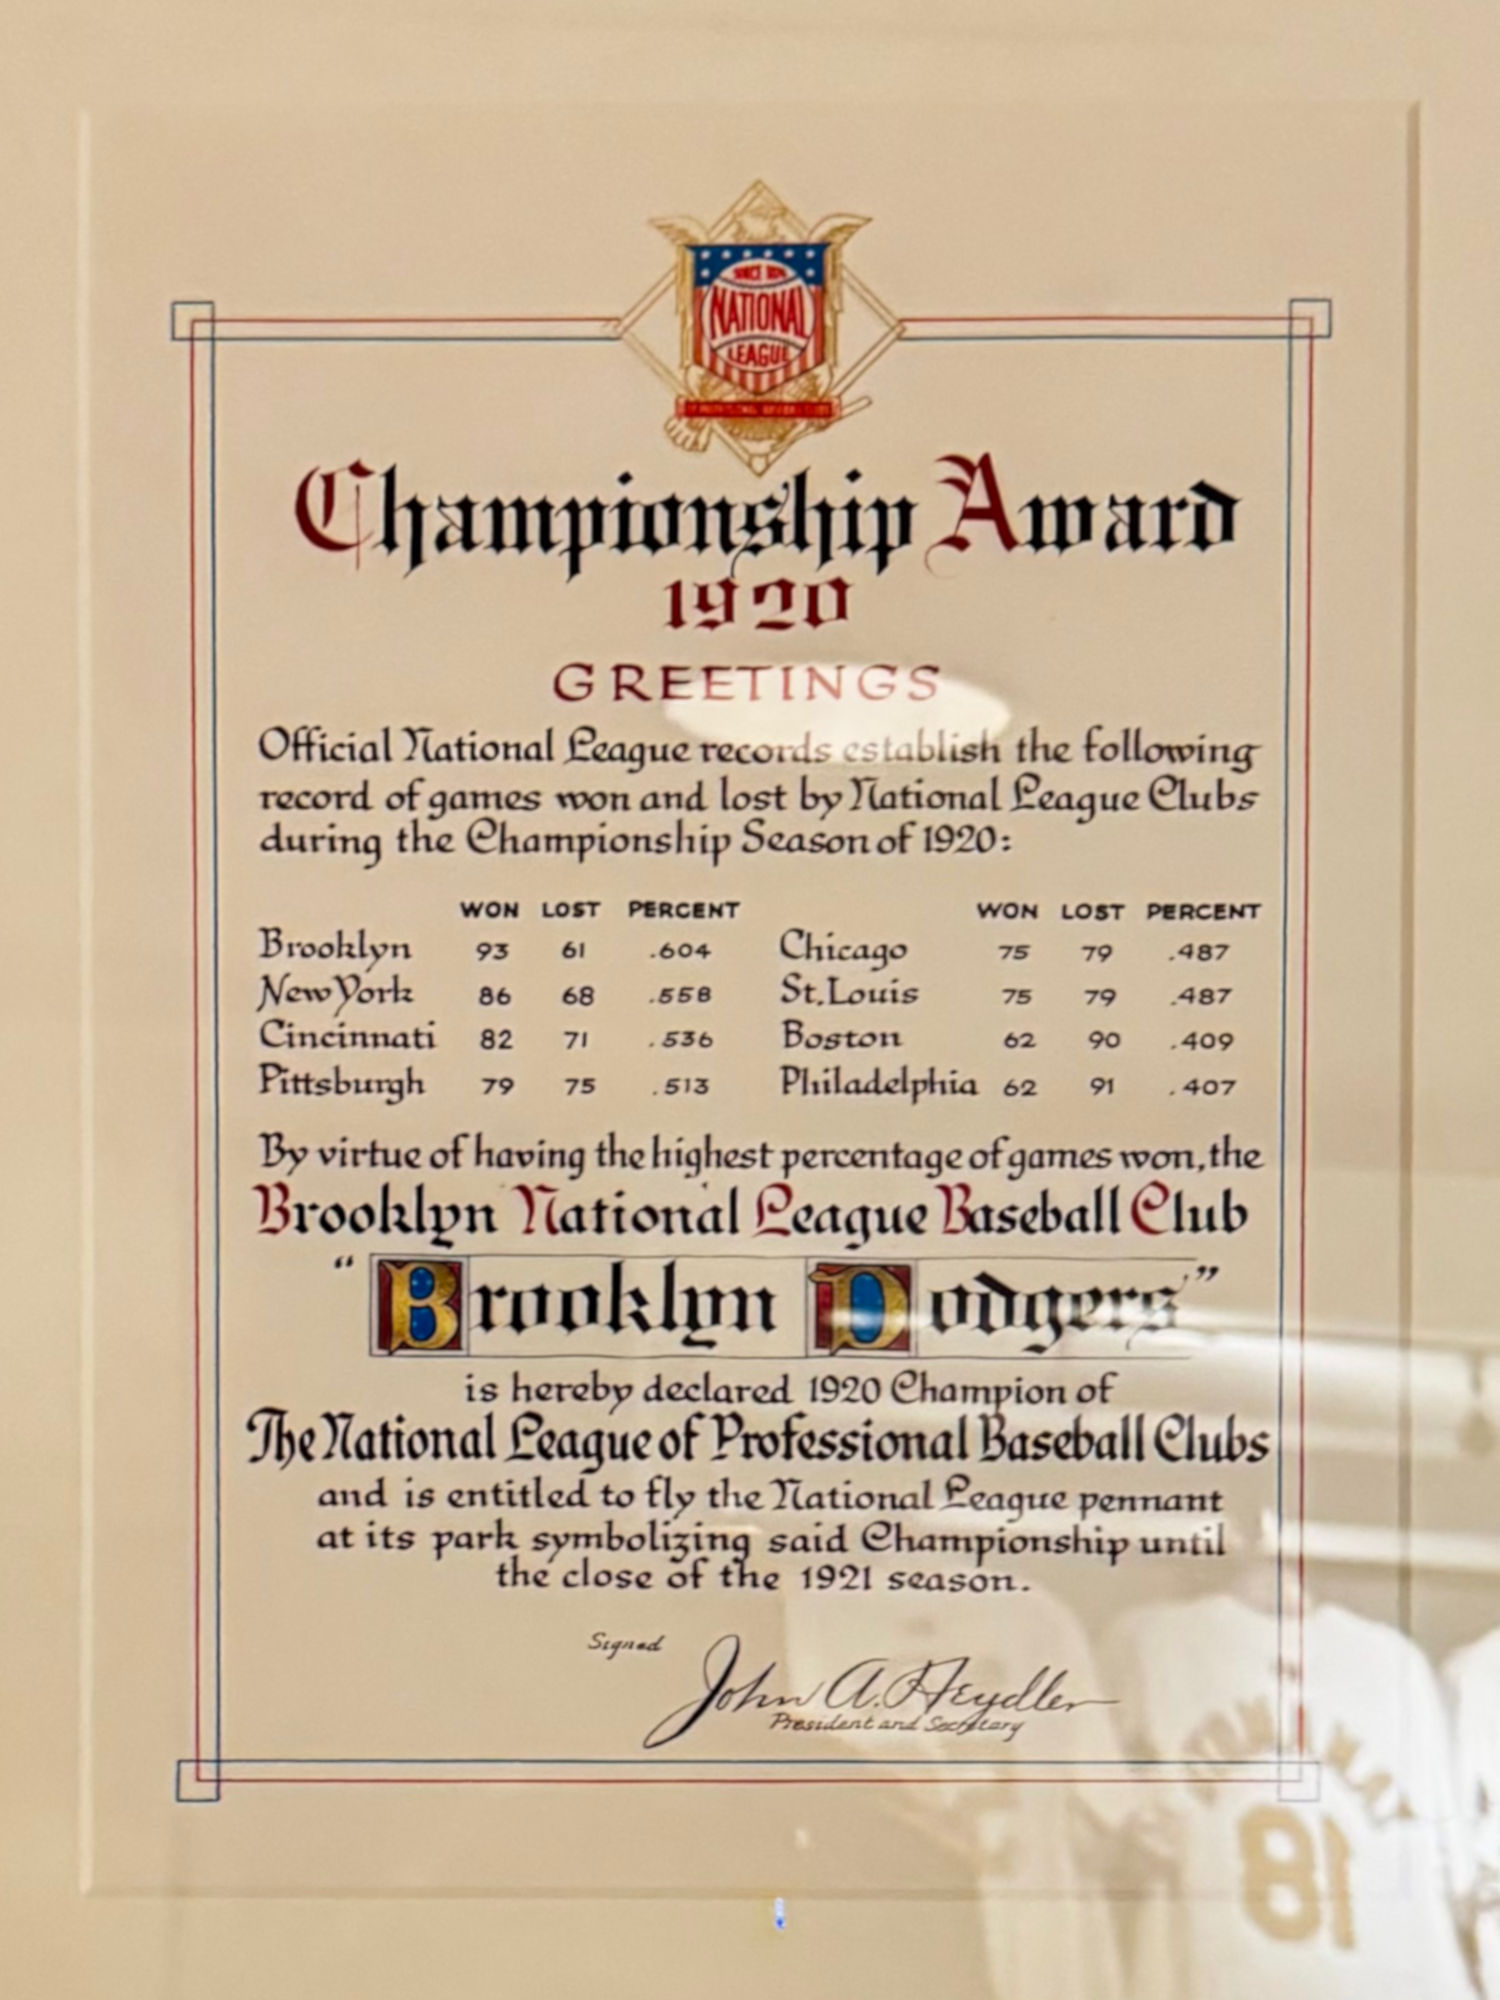 SINCE 1876
NATIONAL
LEAGUE
Championship Award
1920
GREETINGS
Official National League records establish the following
record of games won and lost by National League Clubs
during the Championship Season of 1920:
WON LOST PERCENT WON LOST PERCENT
Brooklyn 93 61 .604 Chicago 75 79 .487
New York 86 68 .558 St. Louis 75 79 .487
Cincinnati 82 71 .536 Boston 62 90 .409
Pittsburgh 79 75 .513 Philadelphia 62 91 .407
By virtue of having the highest percentage of games won, the
Brooklyn National League Baseball Club
“Brooklyn Dodgers”
is hereby declared 1920 Champion of
The National League of Professional Baseball Clubs
and is entitled to fly the National League pennant
at its park symbolizing said Championship until
the close of the 1921 season.
Signed
John A. Heydler
President and Secretary
18